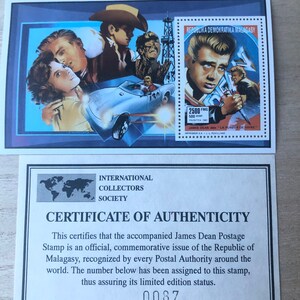 REPOBLIKA DEMOKRATIKA MALAGASY
2500
INTERNATIONAL
COLLECTORS
SOCIETY
CERTIFICATE OF AUTHENTICITY
This certifies that the accompanied James Dean Postage
Stamp is an official, commemorative issue of the Republic of
Malagasy, recognized by every Postal Authority around the
world. The number below has been assigned to this stamp,
thus assuring its limited edition status.